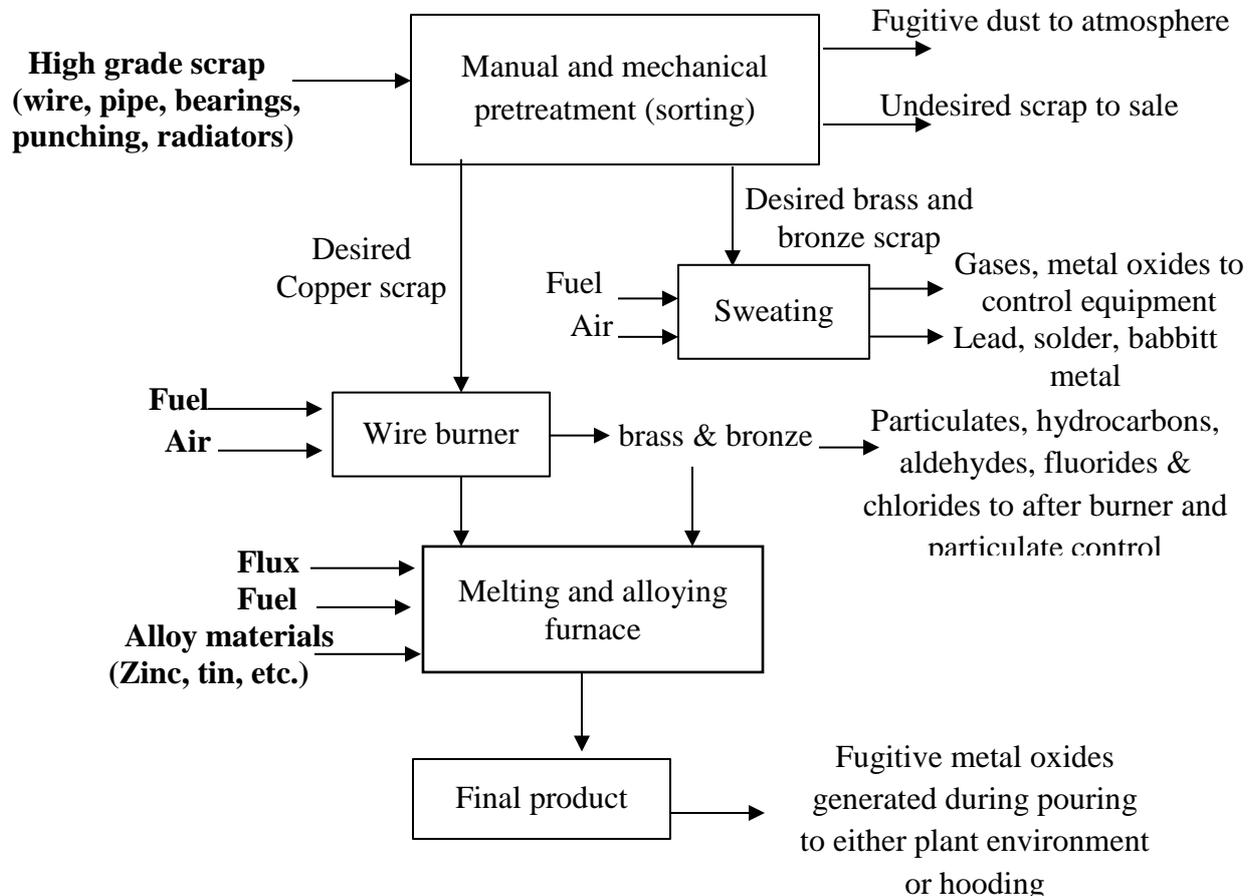 Fugitive dust to atmosphere
High grade scrap
(wire, pipe, bearings,
punching, radiators)
Manual and mechanical
pretreatment (sorting)
Undesired scrap to sale
Desired brass and
bronze scrap
Desired
Copper scrap
Fuel
Air
Sweating
Gases, metal oxides to
control equipment
Lead, solder, babbitt
metal
Fuel
Air
Wire burner
brass & bronze
Particulates, hydrocarbons,
aldehydes, fluorides &
chlorides to after burner and
particulate control
Flux
Fuel
Alloy materials
(Zinc, tin, etc.)
Melting and alloying
furnace
Final product
Fugitive metal oxides
generated during pouring
to either plant environment
or hooding